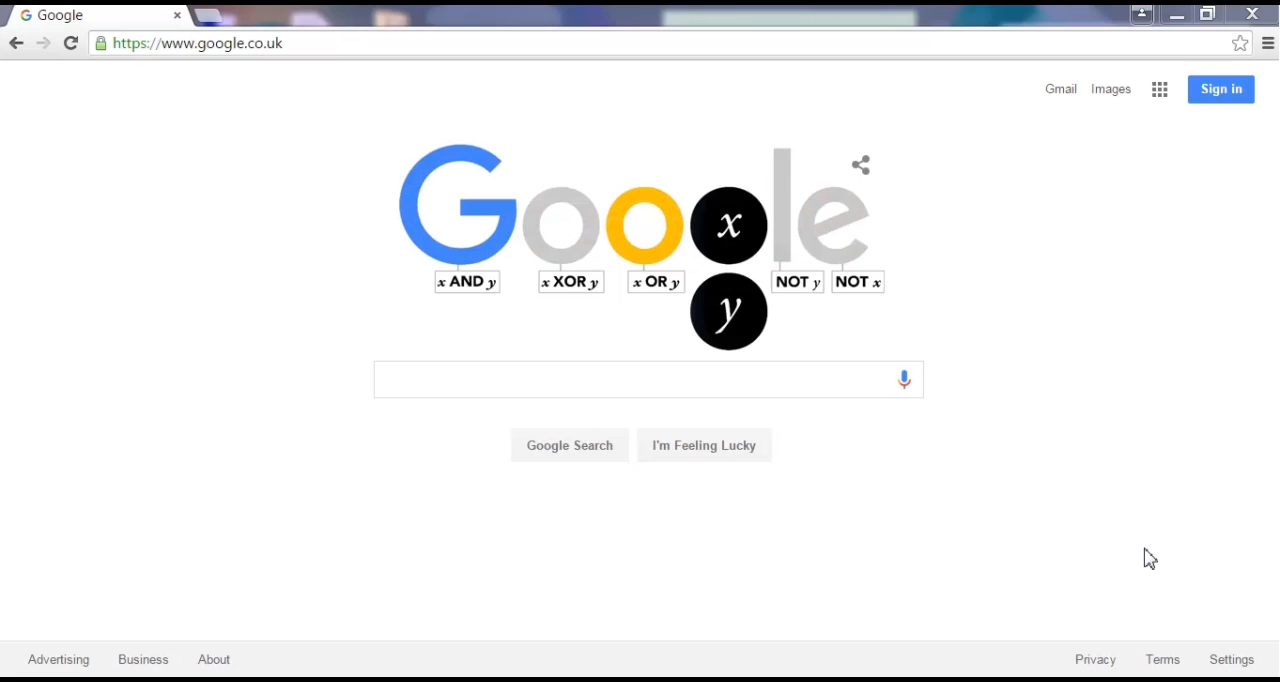 Google
https://www.google.co.uk
Gmail Images Sign in
Google
x
x AND y x XOR y x OR y NOT y NOT x
y
Google Search I'm Feeling Lucky
Advertising Business About Privacy Terms Settings